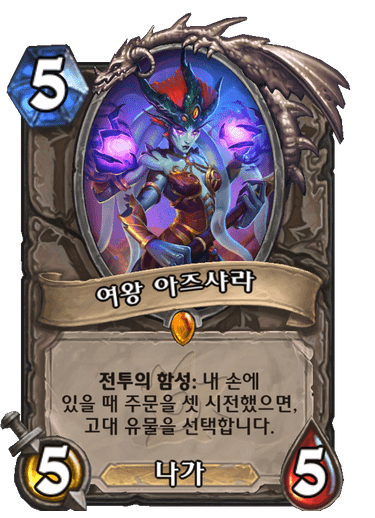 5
여왕 아즈샤라
전투의 함성: 내 손에
있을 때 주문을 셋 시전했으면,
고대 유물을 선택합니다.
5
나가
5